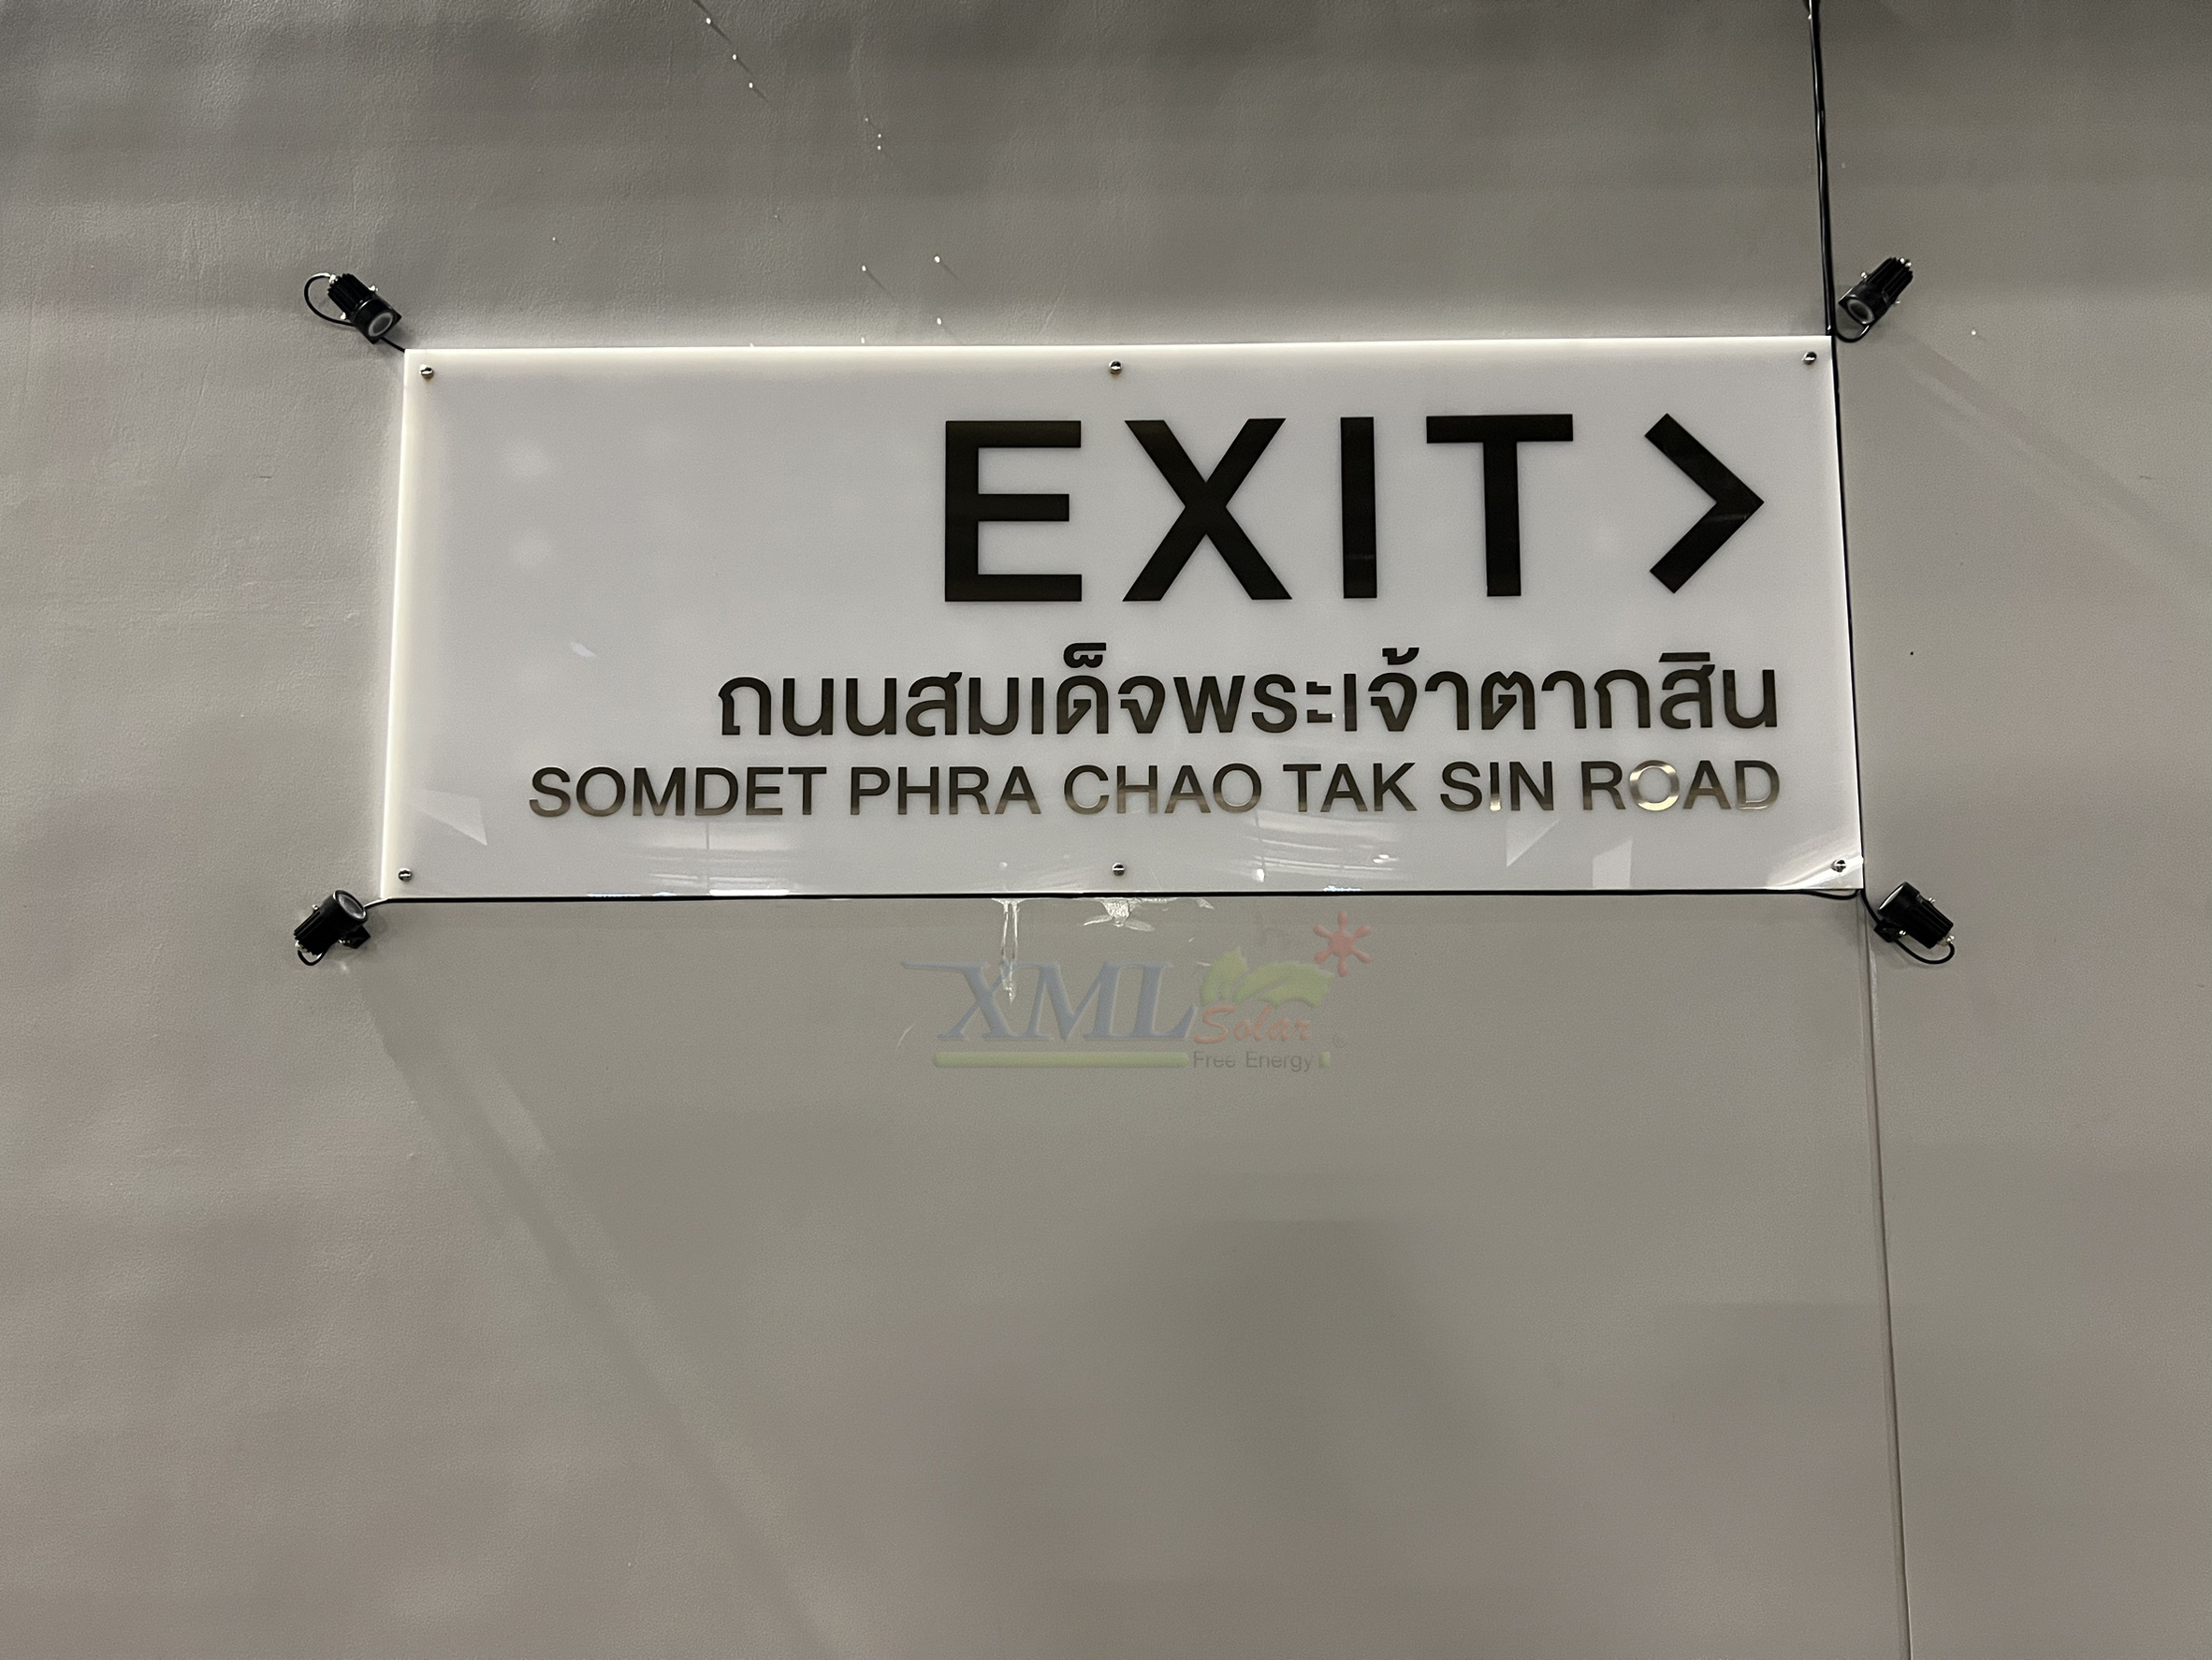 EXIT >
ถนนสมเด็จพระเจ้าตากสิน
SOMDET PHRA CHAO TAK SIN ROAD
XML Solar
Free Energy